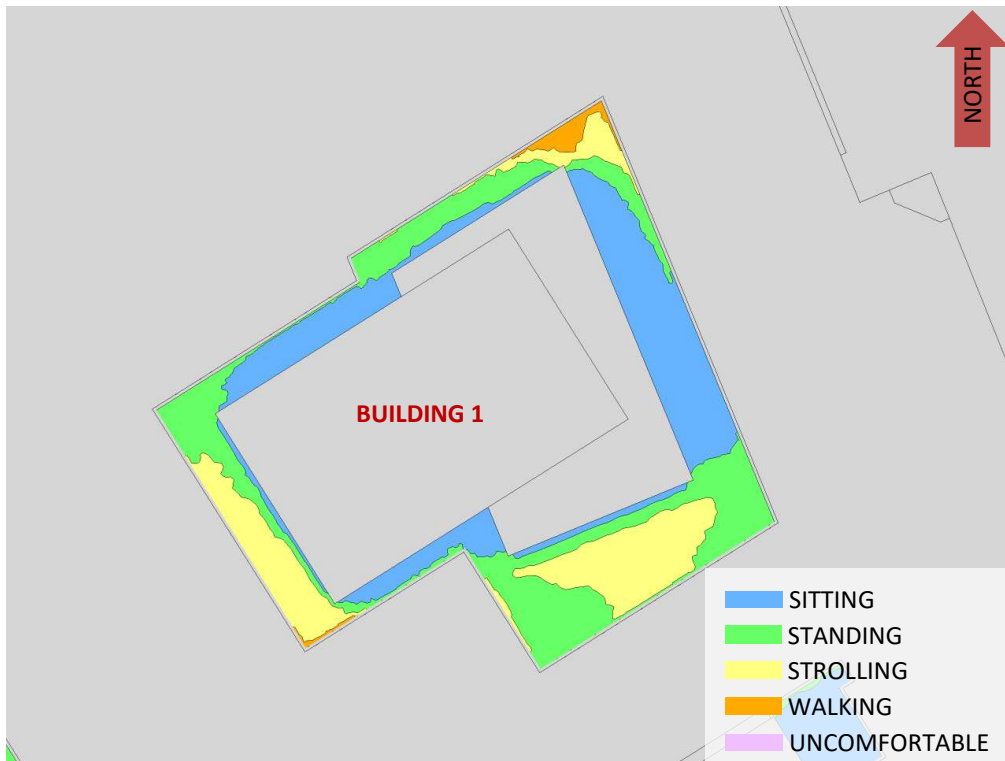 NORTH
BUILDING 1
SITTING
STANDING
STROLLING
WALKING
UNCOMFORTABLE